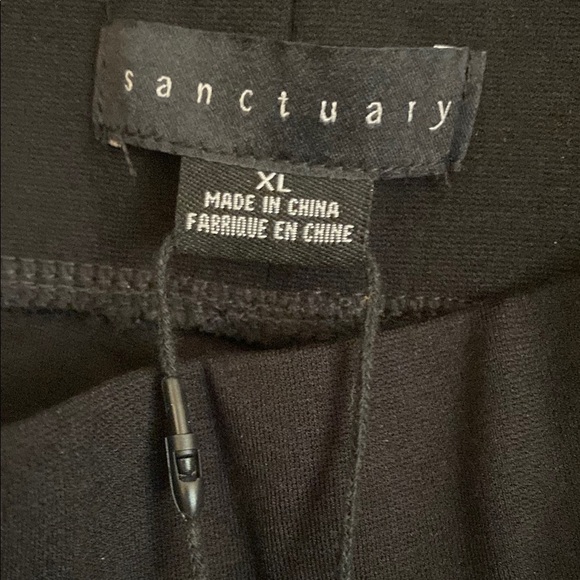 sanctuary
XL
MADE IN CHINA
FABRIQUE EN CHINE